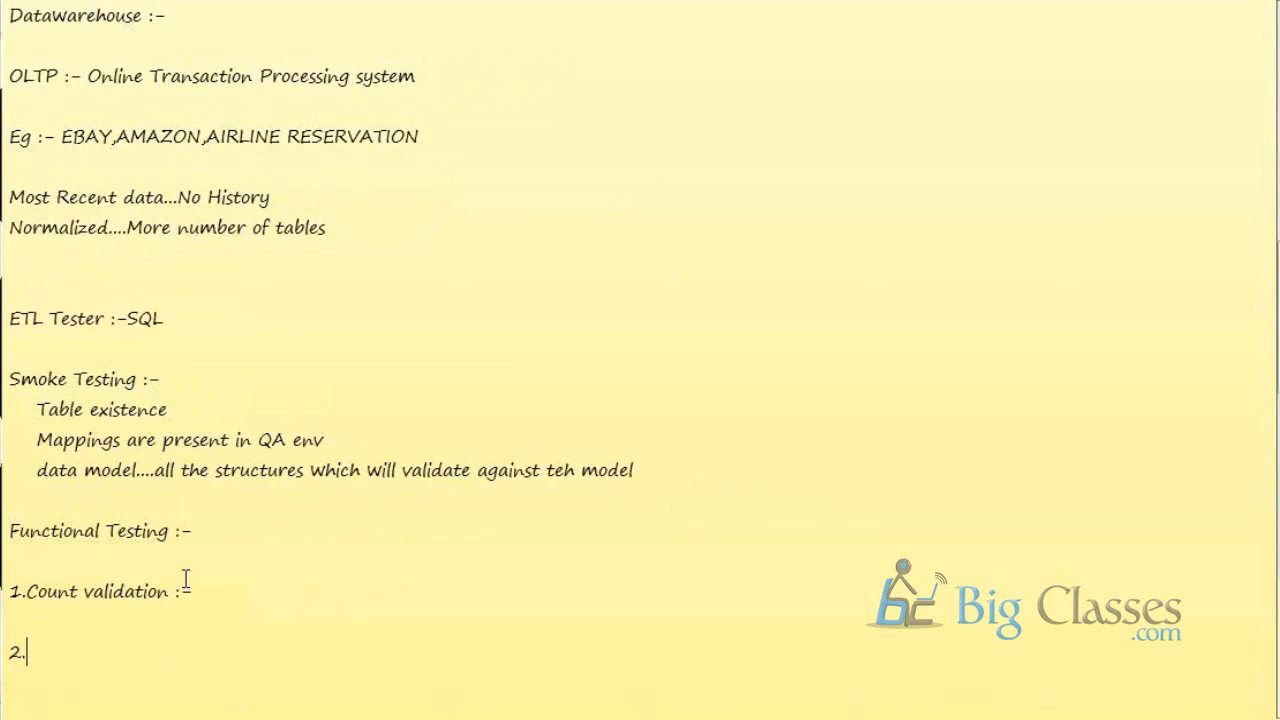 Datawarehouse :-
OLTP :- Online Transaction Processing system
Eg :- EBAY,AMAZON,AIRLINE RESERVATION
Most Recent data...No History
Normalized....More number of tables
ETL Tester :-SQL
Smoke Testing :-
Table existence
Mappings are present in QA env
data model....all the structures which will validate against teh model
Functional Testing :-
1.Count validation :-
2.
bc Big Classes
.com